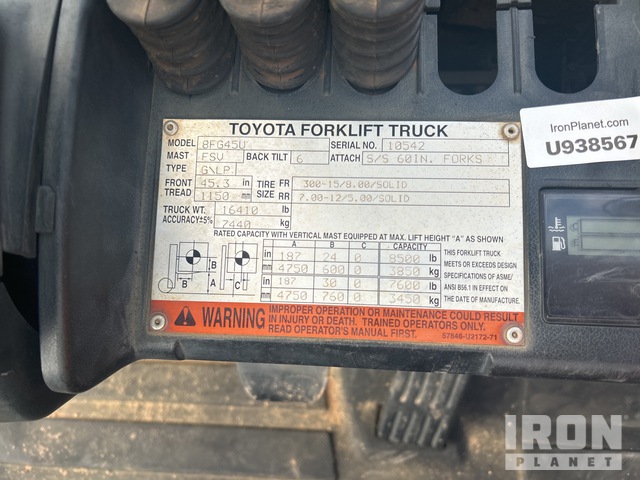 TOYOTA FORKLIFT TRUCK
MODEL 8FG45U SERIAL NO. 10542
MAST FSV BACK TILT 6 ATTACH S/S 60IN. FORKS
TYPE G\LP
FRONT TREAD 45.3 in 1150 mm TIRE SIZE FR 300-15/8.00/SOLID
RR 7.00-12/5.00/SOLID
TRUCK WT. 16410 lb
ACCURACY±5% 7440 kg
RATED CAPACITY WITH VERTICAL MAST EQUIPPED AT MAX. LIFT HEIGHT "A" AS SHOWN
A B C CAPACITY
in 187 24 0 8500 lb
mm 4750 600 0 3850 kg
in 187 30 0 7600 lb
mm 4750 760 0 3450 kg
THIS FORKLIFT TRUCK
MEETS OR EXCEEDS DESIGN
SPECIFICATIONS OF ASME/
ANSI B56.1 IN EFFECT ON
THE DATE OF MANUFACTURE.
A
B
B C
WARNING
IMPROPER OPERATION OR MAINTENANCE COULD RESULT
IN INJURY OR DEATH. TRAINED OPERATORS ONLY.
READ OPERATOR'S MANUAL FIRST.
57846-U2172-71
IronPlanet.com
U938567
IRON
PLANET